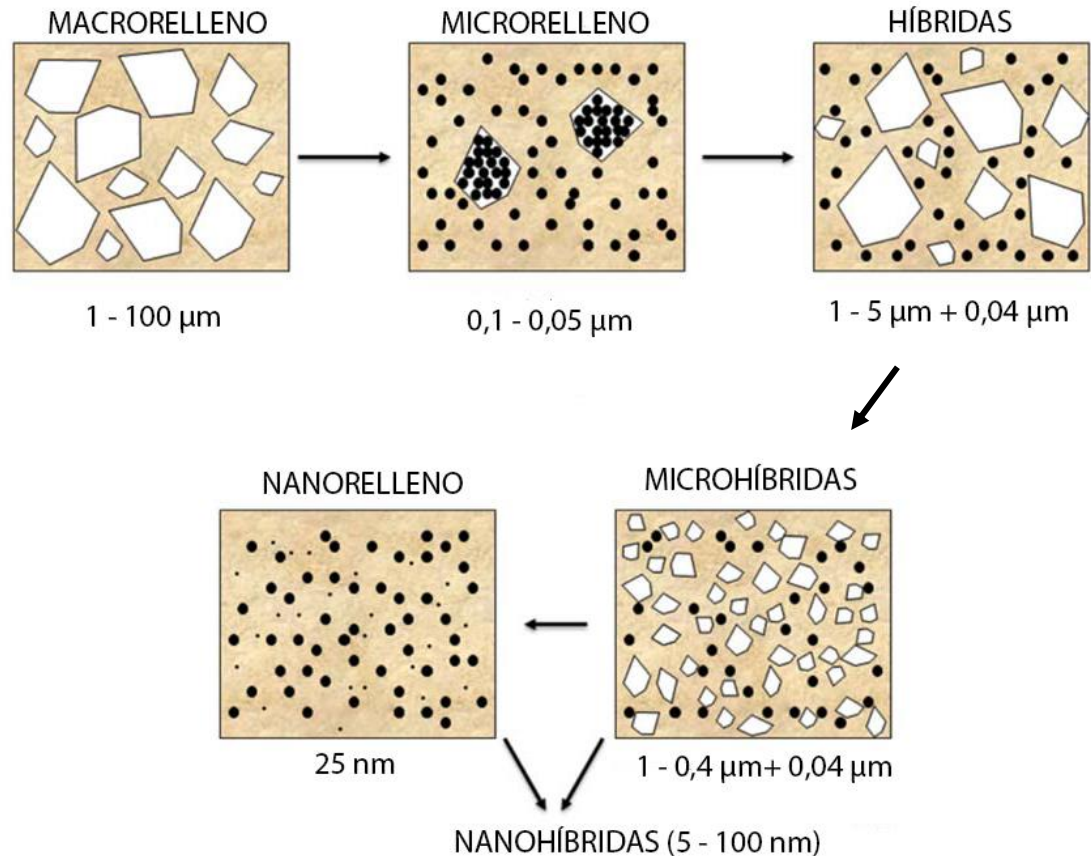 MACRORELLENO
MICRORELLENO
HÍBRIDAS
1 - 100 µm
0,1 - 0,05 µm
1 - 5 µm + 0,04 µm
NANORELLENO
MICROHÍBRIDAS
25 nm
1 - 0,4 µm+ 0,04 µm
NANOHÍBRIDAS (5 - 100 nm)